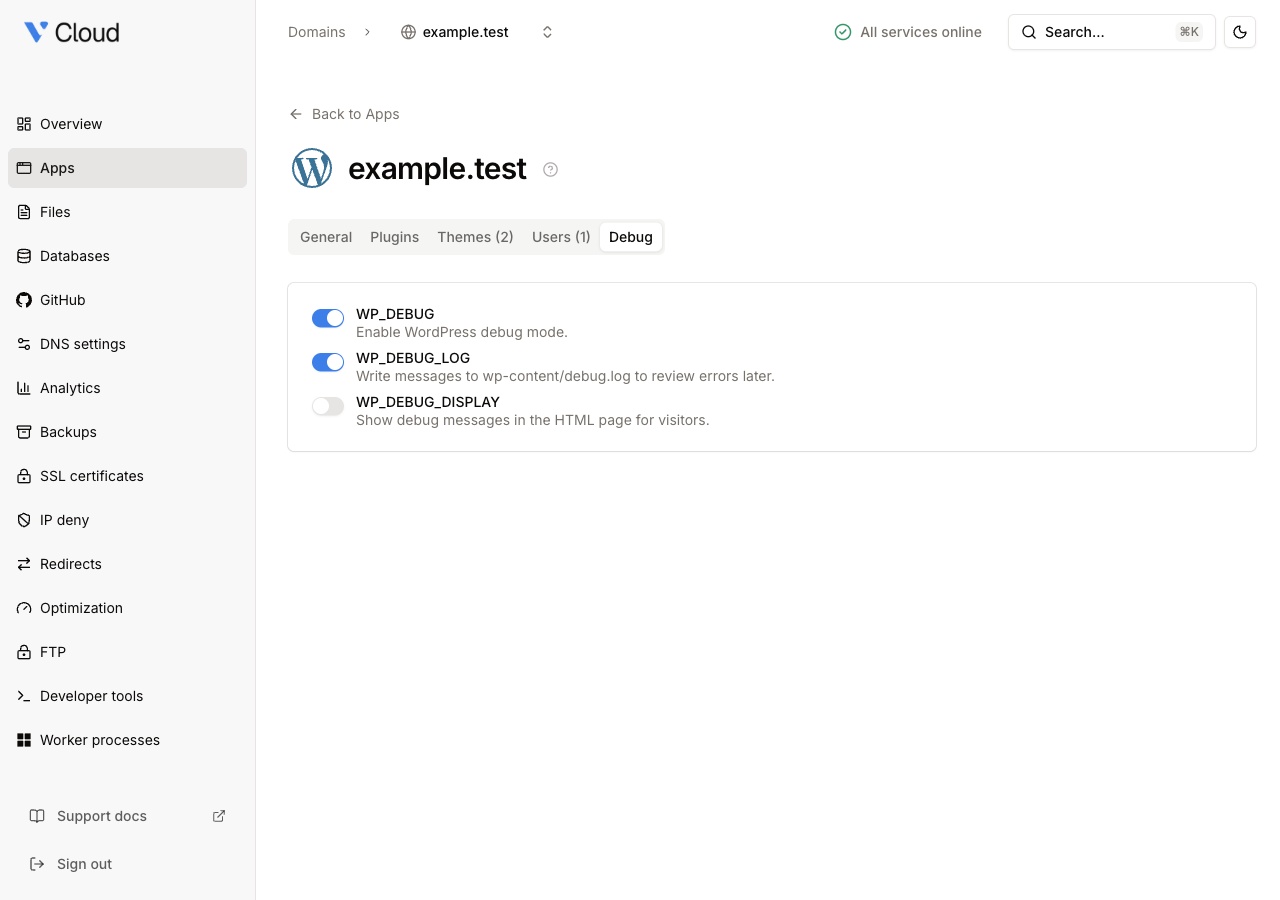 Cloud
Domains
example.test
All services online
Search...
⌘K
Overview
Apps
Files
Databases
GitHub
DNS settings
Analytics
Backups
SSL certificates
IP deny
Redirects
Optimization
FTP
Developer tools
Worker processes
Support docs
Sign out
Back to Apps
example.test
General Plugins Themes (2) Users (1) Debug
WP_DEBUG
Enable WordPress debug mode.
WP_DEBUG_LOG
Write messages to wp-content/debug.log to review errors later.
WP_DEBUG_DISPLAY
Show debug messages in the HTML page for visitors.